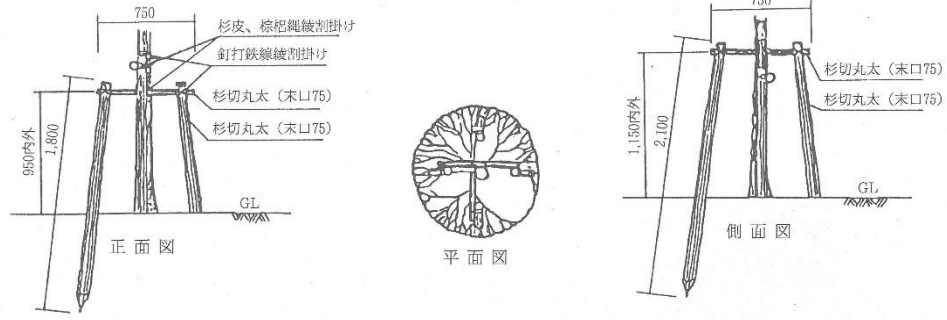 750
杉皮、棕梠縄綾割掛け
釘打鉄線綾割掛け
杉切丸太（末口75）
杉切丸太（末口75）
950内外
1,800
GL
正面図
平面図
750
杉切丸太（末口75）
杉切丸太（末口75）
1,150内外
2,100
GL
側面図